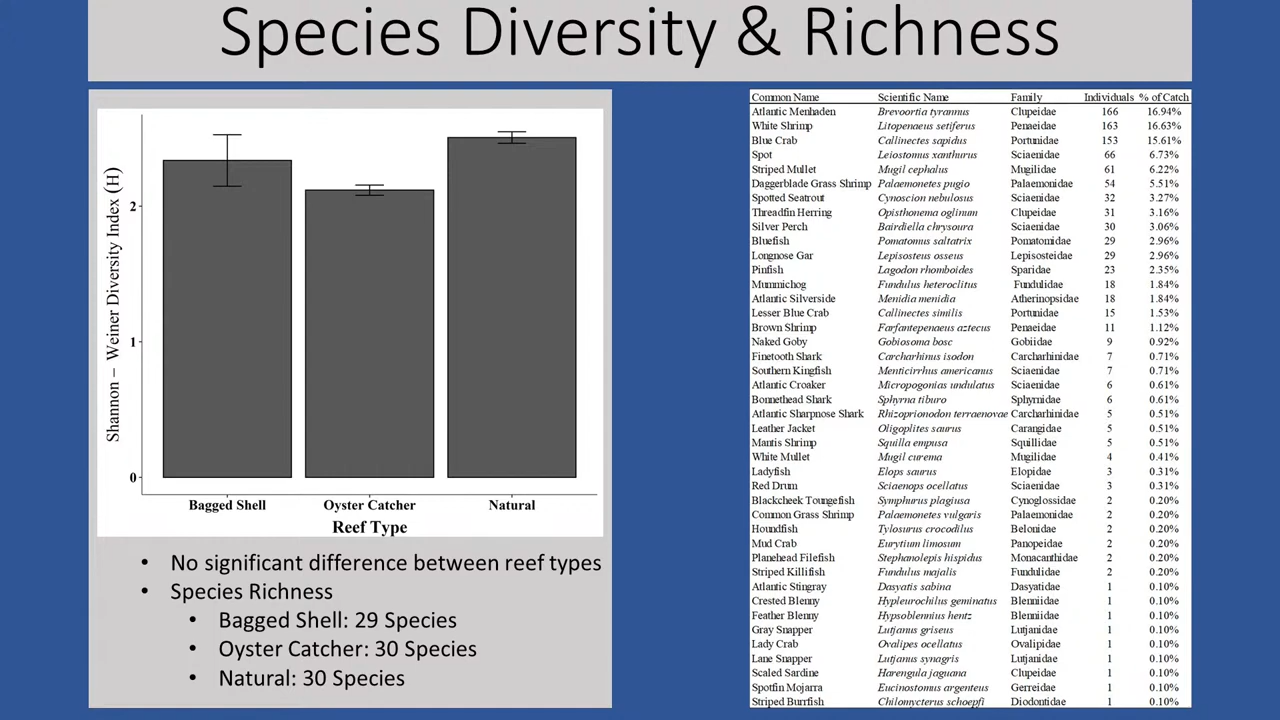 Species Diversity & Richness
Shannon – Weiner Diversity Index (H)
2
1
0
Bagged Shell Oyster Catcher Natural
Reef Type
• No significant difference between reef types
• Species Richness
• Bagged Shell: 29 Species
• Oyster Catcher: 30 Species
• Natural: 30 Species
Common Name Scientific Name Family Individuals % of Catch
Atlantic Menhaden Brevoortia tyrannus Clupeidae 166 16.94%
White Shrimp Litopenaeus setiferus Penaeidae 163 16.63%
Blue Crab Callinectes sapidus Portunidae 153 15.61%
Spot Leiostomus xanthurus Sciaenidae 66 6.73%
Striped Mullet Mugil cephalus Mugilidae 61 6.22%
Daggerblade Grass Shrimp Palaemonetes pugio Palaemonidae 54 5.51%
Spotted Seatrout Cynoscion nebulosus Sciaenidae 32 3.27%
Threadfin Herring Opisthonema oglinum Clupeidae 31 3.16%
Silver Perch Bairdiella chrysoura Sciaenidae 30 3.06%
Bluefish Pomatomus saltatrix Pomatomidae 29 2.96%
Longnose Gar Lepisosteus osseus Lepisosteidae 29 2.96%
Pinfish Lagodon rhomboides Sparidae 23 2.35%
Mummichog Fundulus heteroclitus Fundulidae 18 1.84%
Atlantic Silverside Menidia menidia Atherinopsidae 18 1.84%
Lesser Blue Crab Callinectes similis Portunidae 15 1.53%
Brown Shrimp Farfantepenaeus aztecus Penaeidae 11 1.12%
Naked Goby Gobiosoma bosc Gobiidae 9 0.92%
Finetooth Shark Carcharhinus isodon Carcharhinidae 7 0.71%
Southern Kingfish Menticirrhus americanus Sciaenidae 7 0.71%
Atlantic Croaker Micropogonias undulatus Sciaenidae 6 0.61%
Bonnethead Shark Sphyrna tiburo Sphyrnidae 6 0.61%
Atlantic Sharpnose Shark Rhizoprionodon terraenovae Carcharhinidae 5 0.51%
Leather Jacket Oligoplites saurus Carangidae 5 0.51%
Mantis Shrimp Squilla empusa Squillidae 5 0.51%
White Mullet Mugil curema Mugilidae 4 0.41%
Ladyfish Elops saurus Elopidae 3 0.31%
Red Drum Sciaenops ocellatus Sciaenidae 3 0.31%
Blackcheek Toungefish Symphurus plagiusa Cynoglossidae 2 0.20%
Common Grass Shrimp Palaemonetes vulgaris Palaemonidae 2 0.20%
Houndfish Tylosurus crocodilus Belonidae 2 0.20%
Mud Crab Eurytium limosum Panopeidae 2 0.20%
Planehead Filefish Stephanolepis hispidus Monacanthidae 2 0.20%
Striped Killifish Fundulus majalis Fundulidae 2 0.20%
Atlantic Stingray Dasyatis sabina Dasyatidae 1 0.10%
Crested Blenny Hypleurochilus geminatus Blenniidae 1 0.10%
Feather Blenny Hypsoblennius hentz Blenniidae 1 0.10%
Gray Snapper Lutjanus griseus Lutjanidae 1 0.10%
Lady Crab Ovalipes ocellatus Ovalipidae 1 0.10%
Lane Snapper Lutjanus synagris Lutjanidae 1 0.10%
Scaled Sardine Harengula jaguana Clupeidae 1 0.10%
Spotfin Mojarra Eucinostomus argenteus Gerreidae 1 0.10%
Striped Burrfish Chilomycterus schoepfi Diodontidae 1 0.10%